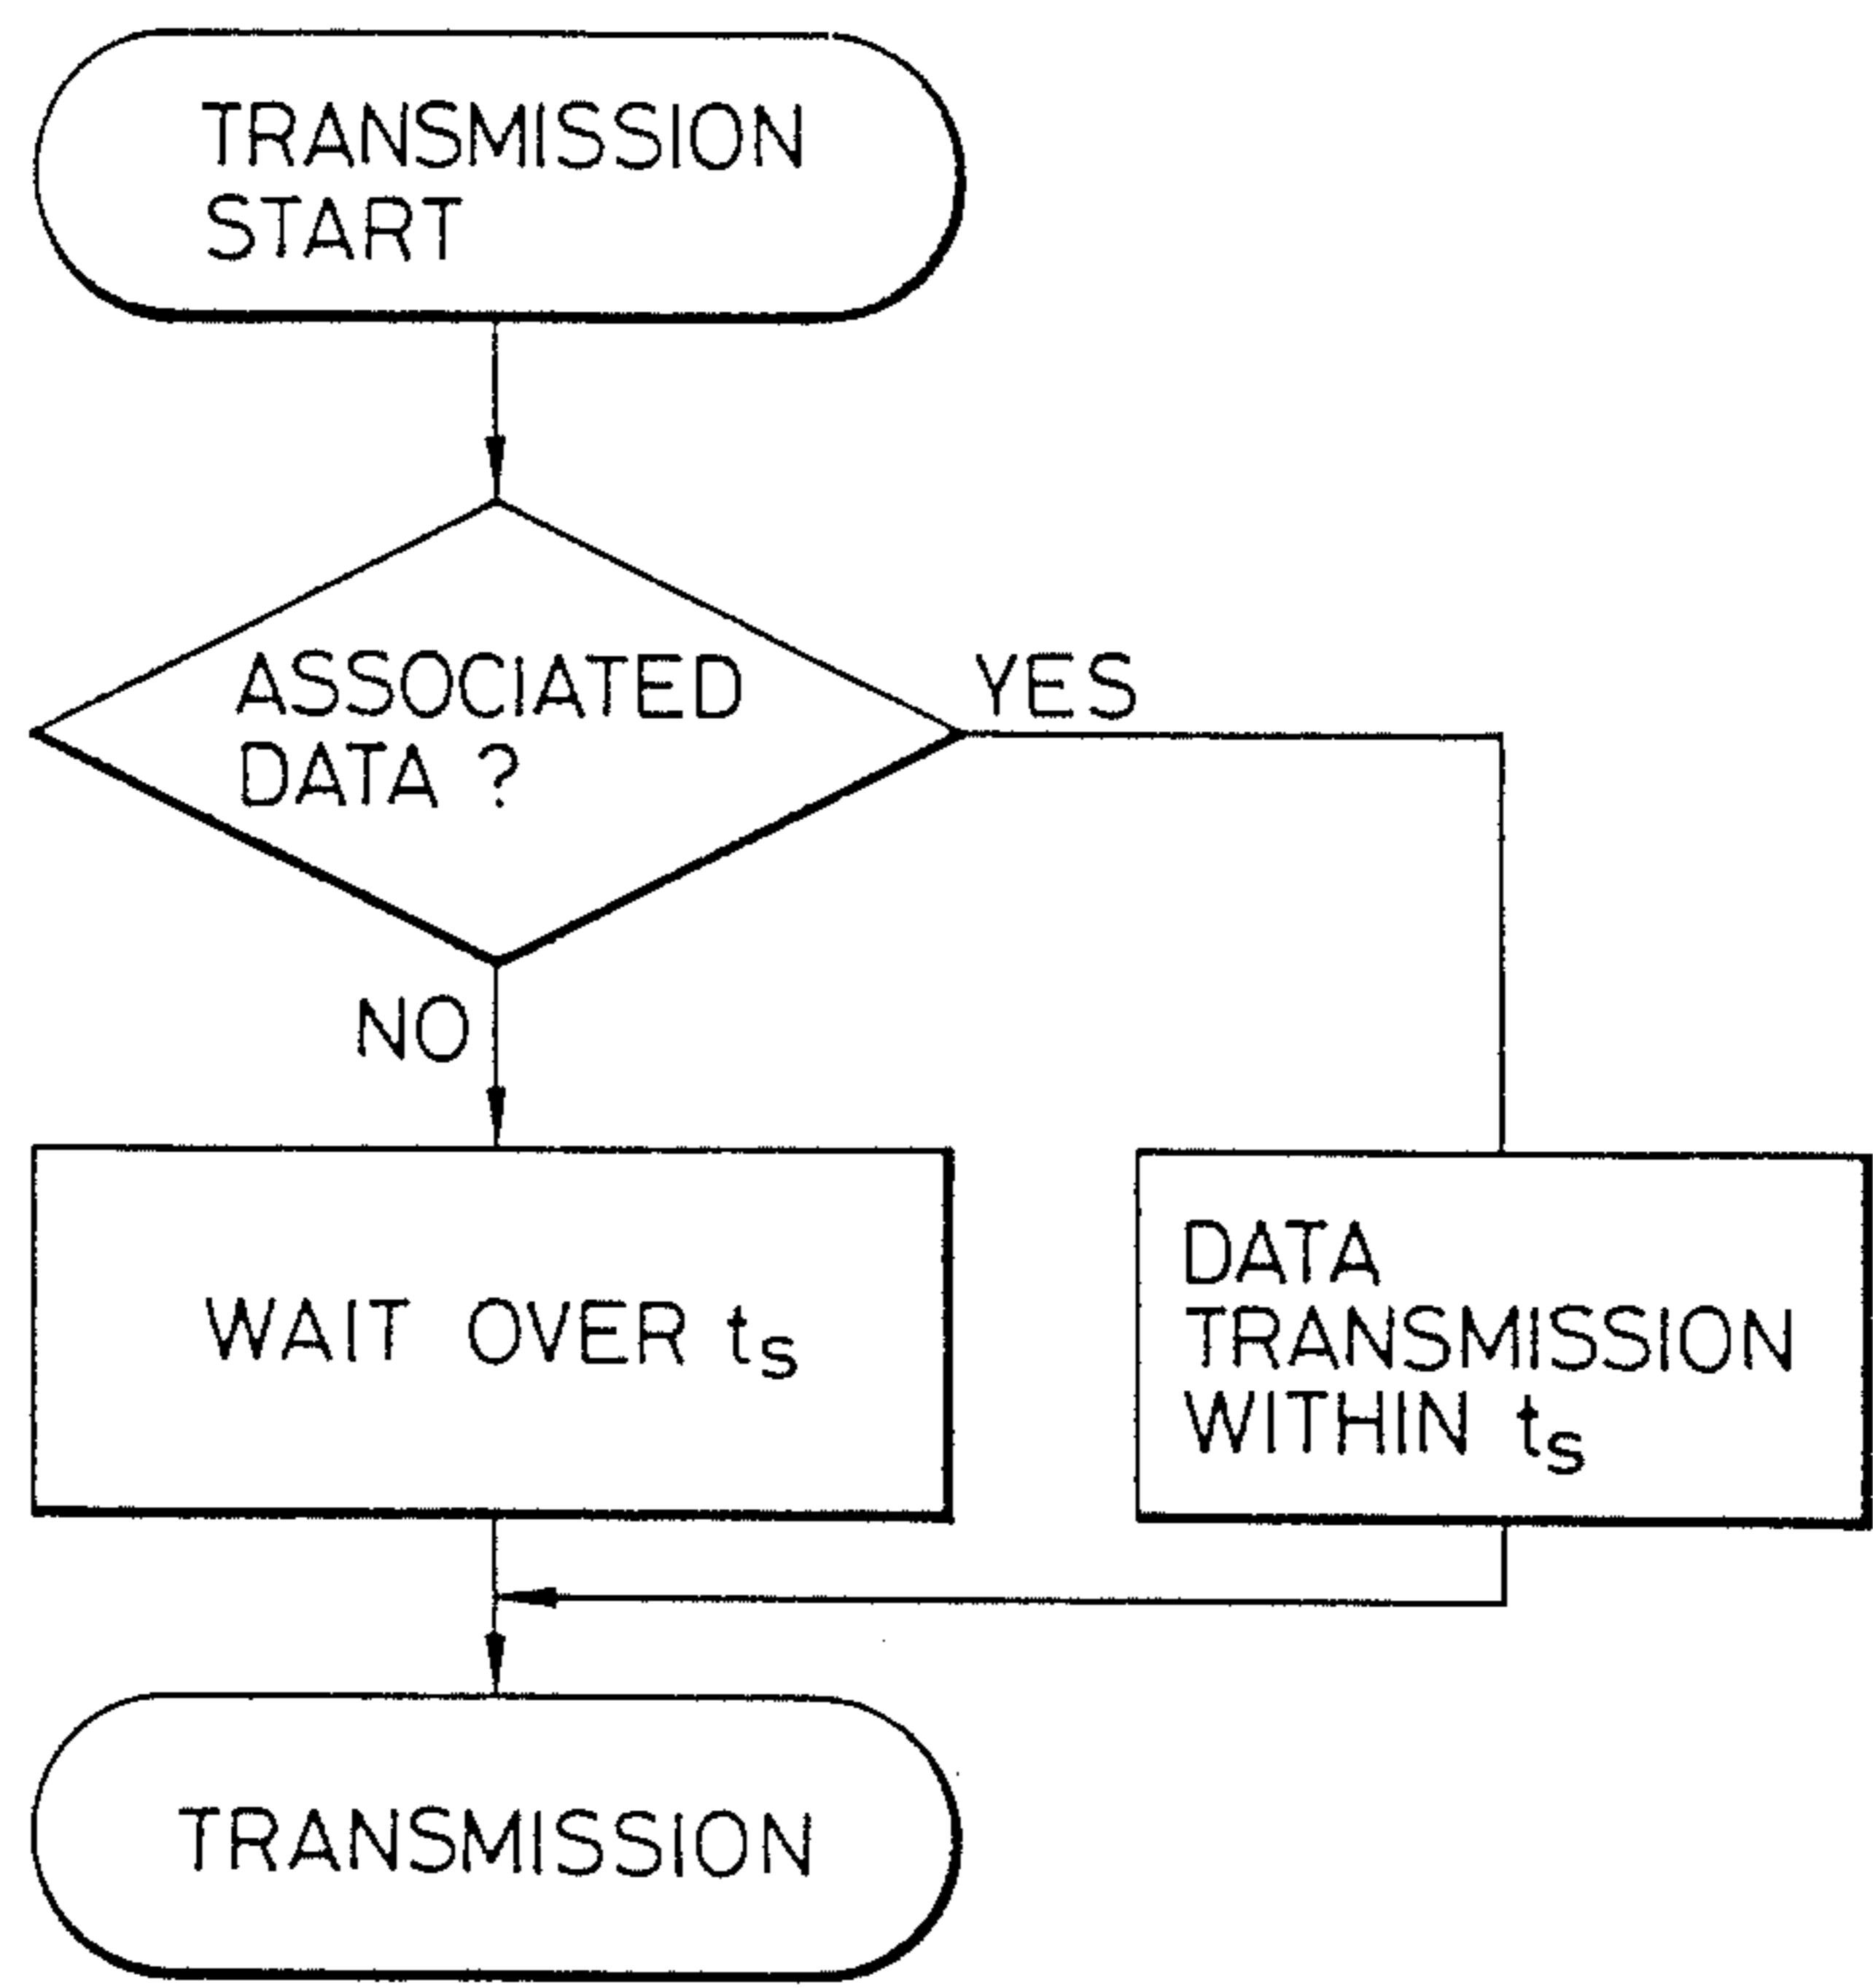 TRANSMISSION
START
ASSOCIATED
DATA ?
YES
NO
WAIT OVER ts
DATA
TRANSMISSION
WITHIN ts
TRANSMISSION